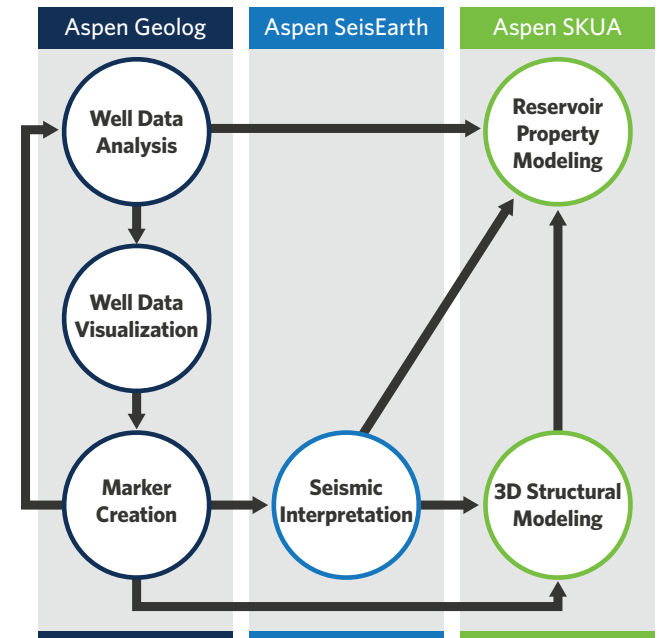 Aspen Geolog
Aspen SeisEarth
Aspen SKUA
Well Data
Analysis
Reservoir
Property
Modeling
Well Data
Visualization
Marker
Creation
Seismic
Interpretation
3D Structural
Modeling